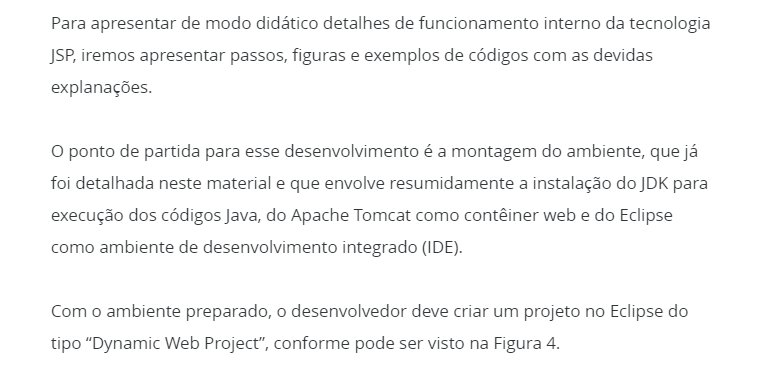 Para apresentar de modo didático detalhes de funcionamento interno da tecnologia
JSP, iremos apresentar passos, figuras e exemplos de códigos com as devidas
explanações.
O ponto de partida para esse desenvolvimento é a montagem do ambiente, que já
foi detalhada neste material e que envolve resumidamente a instalação do JDK para
execução dos códigos Java, do Apache Tomcat como contêiner web e do Eclipse
como ambiente de desenvolvimento integrado (IDE).
Com o ambiente preparado, o desenvolvedor deve criar um projeto no Eclipse do
tipo “Dynamic Web Project”, conforme pode ser visto na Figura 4.